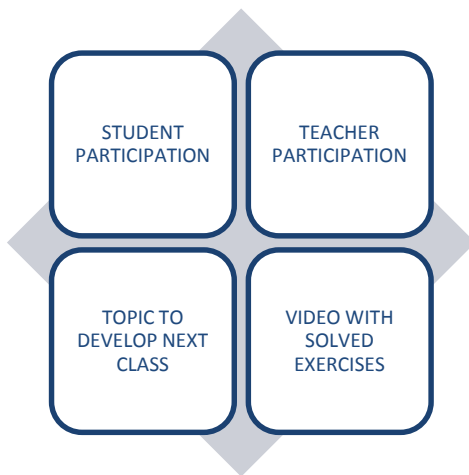 STUDENT
PARTICIPATION
TEACHER
PARTICIPATION
TOPIC TO
DEVELOP NEXT
CLASS
VIDEO WITH
SOLVED
EXERCISES